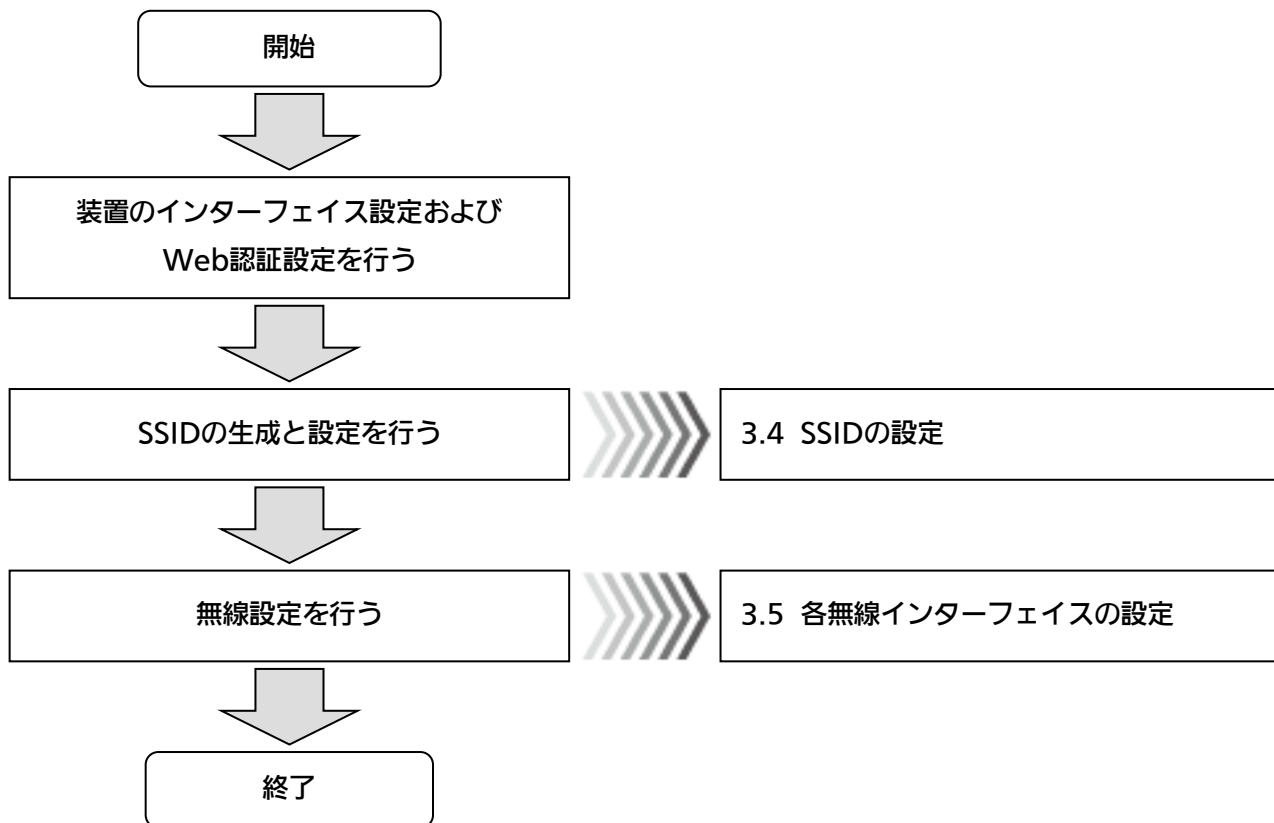 開始
装置のインターフェイス設定および
Web認証設定を行う
SSIDの生成と設定を行う
3.4 SSIDの設定
無線設定を行う
3.5 各無線インターフェイスの設定
終了